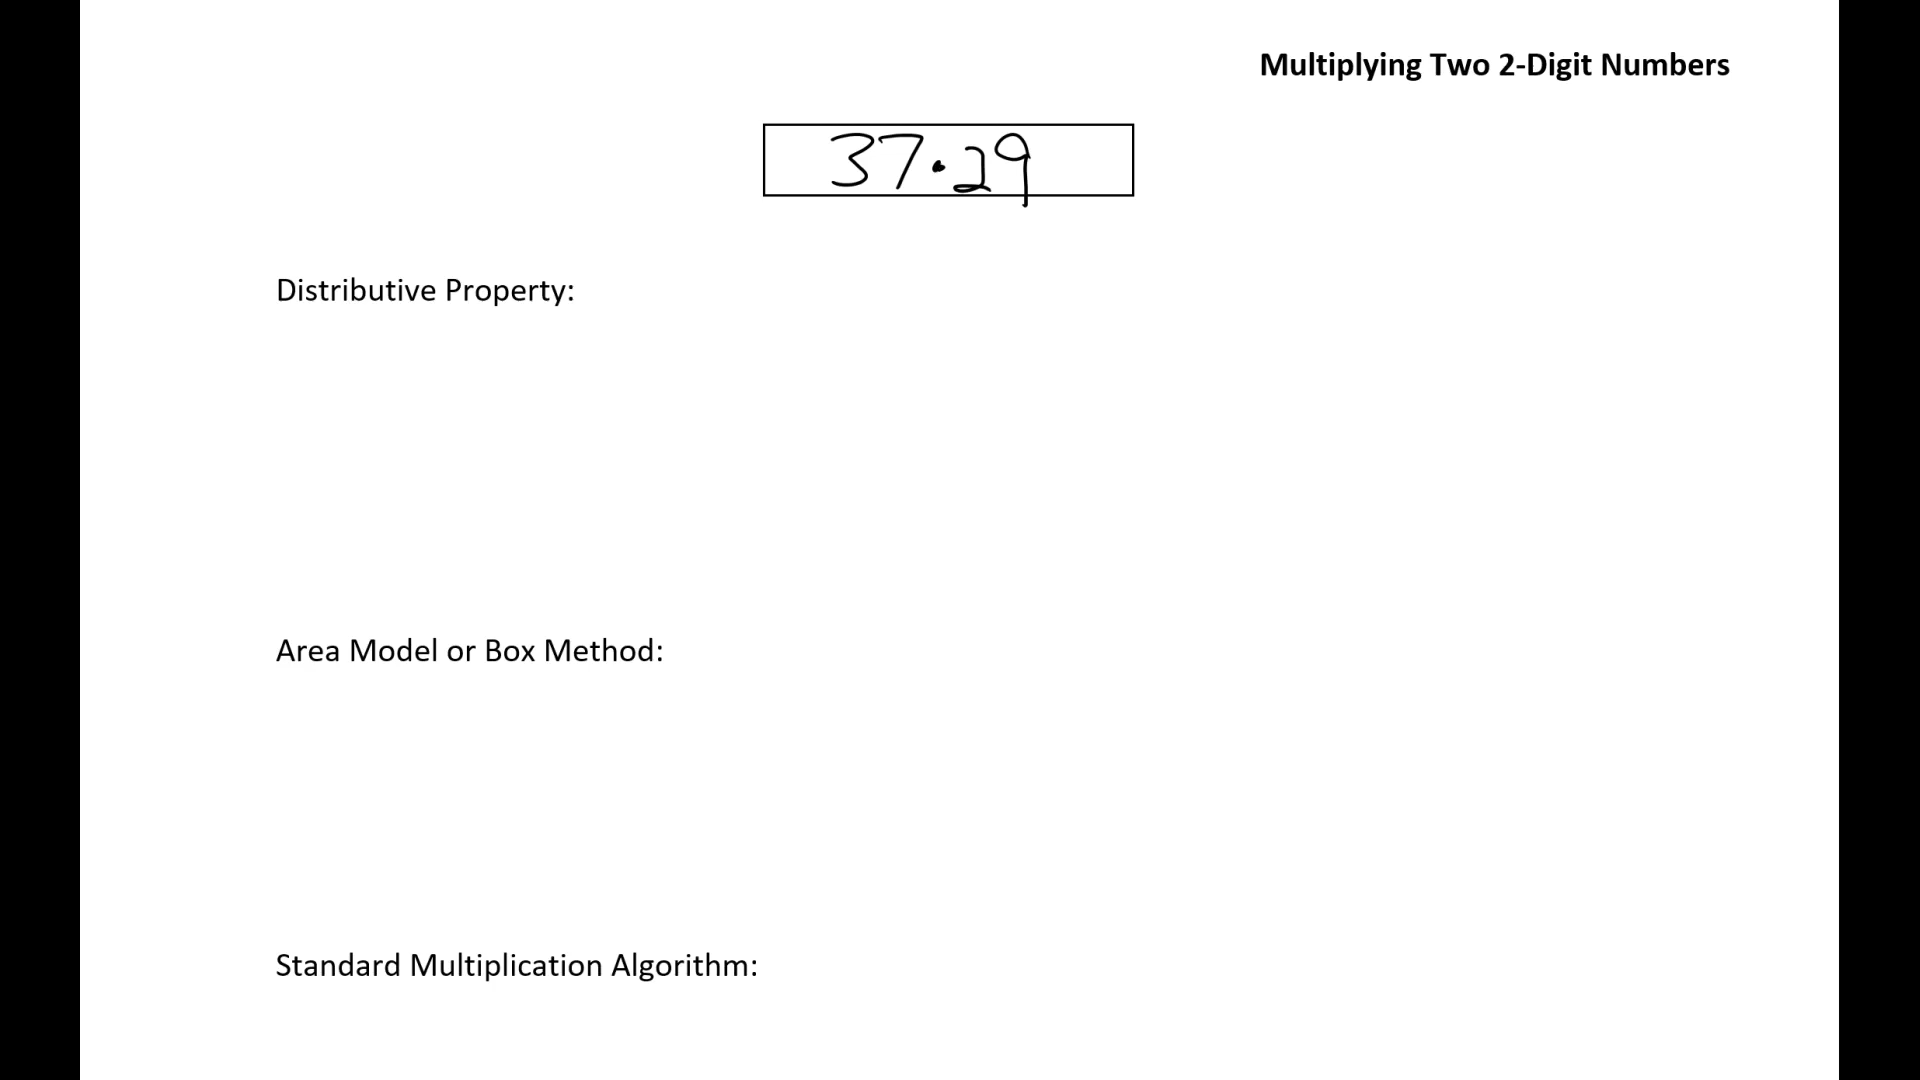 Multiplying Two 2-Digit Numbers
37·29
Distributive Property:
Area Model or Box Method:
Standard Multiplication Algorithm: